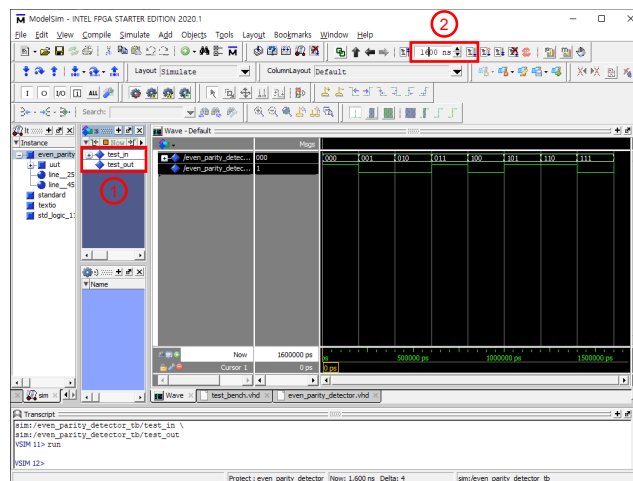 ModelSim - INTEL FPGA STARTER EDITION 2020.1
File Edit View Compile Simulate Add Objects Tools Layout Bookmarks Window Help
②
1600 ns
Layout Simulate
ColumnLayout Default
I O I/O ALL
Search:
Wave - Default
Instance
Now
Msgs
even_parity
test_in
/even_parity_detec... 000
000 001 010 011 100 101 110 111
uut
test_out
/even_parity_detec... 1
line__25
line__45
①
standard
textio
std_logic_11
Name
Now 1600000 ps
ps 500000 ps 1000000 ps 1500000 ps
Cursor 1 0 ps
0 ps
sim
Wave test_bench.vhd even_parity_detector.vhd
Transcript
sim:/even_parity_detector_tb/test_in \
sim:/even_parity_detector_tb/test_out
VSIM 11> run
VSIM 12>
Project : even_parity_detector Now: 1,600 ns Delta: 4 sim:/even_parity_detector_tb